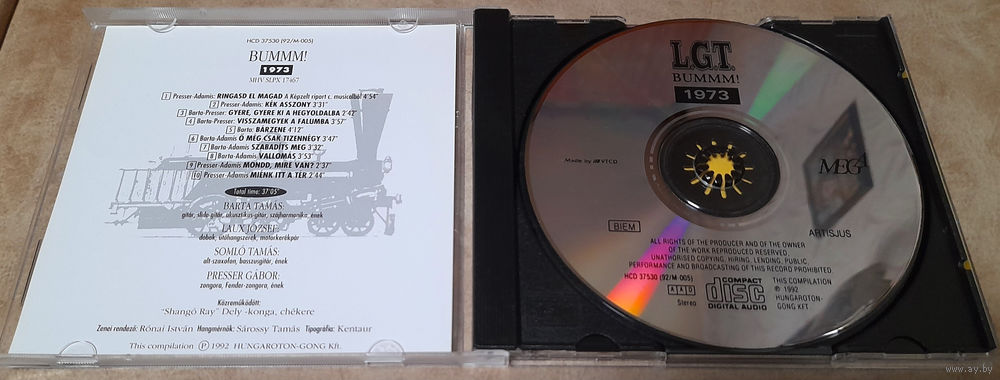 HCD 37530 (92/M-005)
BUMMM!
1973
MHV SLPX 17467
1 Presser-Adamis: RINGASD EL MAGAD A Képzelt riport c. musicalból 4'54"
2 Presser-Adamis: KÉK ASSZONY 3'31"
3 Barta-Presser: GYERE, GYERE KI A HEGYOLDALBA 2'42"
4 Barta-Presser: VISSZAMEGYEK A FALUMBA 3'57"
5 Barta: BÁRZENE 4'12"
6 Barta-Adamis Ő MÉG CSAK TIZENNÉGY 3'47"
7 Barta-Adamis SZABADÍTS MEG 3'32"
8 Barta-Adamis VALLOMÁS 3'53"
9 Presser-Adamis MONDD, MIRE VAN? 2'37"
10 Presser-Adamis MIÉNK ITT A TÉR 2'44"
Total time: 37'05"
BARTA TAMÁS:
gitár, slide-gitár, akusztikus-gitár, szájharmonika, ének
LAUX JÓZSEF:
dobok, ütőhangszerek, motorkerékpár
SOMLÓ TAMÁS:
alt-szaxofon, basszusgitár, ének
PRESSER GÁBOR:
zongora, Fender-zongora, ének
Közreműködött:
"Shangó Ray" Dely -konga, chékere
Zenei rendező: Rónai István Hangmérnök: Sárossy Tamás Tipográfia: Kentaur
This compilation Ⓟ 1992 HUNGAROTON-GONG Kft.
L.G.T.
BUMMM!
1973
Made by VTCD
MEGA
BIEM
ARTISJUS
ALL RIGHTS OF THE PRODUCER AND OF THE OWNER
OF THE WORK REPRODUCED RESERVED.
UNATHORISED COPYING, HIRING, LENDING, PUBLIC
PERFORMANCE AND BROADCASTING OF THIS RECORD PROHIBITED.
HCD 37530 (92/M-005)
AAD
Stereo
COMPACT
disc
DIGITAL AUDIO
THIS COMPILATION
℗ 1992
HUNGAROTON-
GONG KFT
www.ay.by